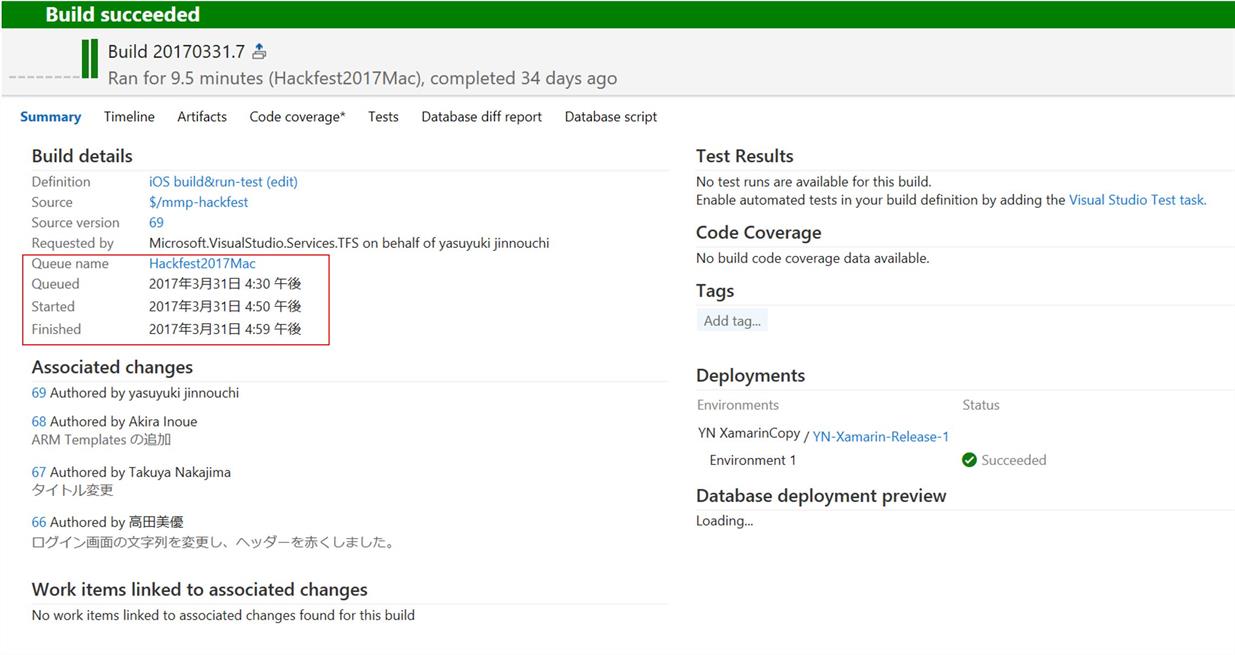 Build succeeded
Build 20170331.7
Ran for 9.5 minutes (Hackfest2017Mac), completed 34 days ago
Summary Timeline Artifacts Code coverage* Tests Database diff report Database script
Build details
Definition iOS build&run-test (edit)
Source $/mmp-hackfest
Source version 69
Requested by Microsoft.VisualStudio.Services.TFS on behalf of yasuyuki jinnouchi
Queue name Hackfest2017Mac
Queued 2017年3月31日 4:30 午後
Started 2017年3月31日 4:50 午後
Finished 2017年3月31日 4:59 午後
Associated changes
69 Authored by yasuyuki jinnouchi
68 Authored by Akira Inoue
ARM Templates の追加
67 Authored by Takuya Nakajima
タイトル変更
66 Authored by 高田美優
ログイン画面の文字列を変更し、ヘッダーを赤くしました。
Work items linked to associated changes
No work items linked to associated changes found for this build
Test Results
No test runs are available for this build.
Enable automated tests in your build definition by adding the Visual Studio Test task.
Code Coverage
No build code coverage data available.
Tags
Add tag...
Deployments
Environments Status
YN XamarinCopy / YN-Xamarin-Release-1
Environment 1 Succeeded
Database deployment preview
Loading...